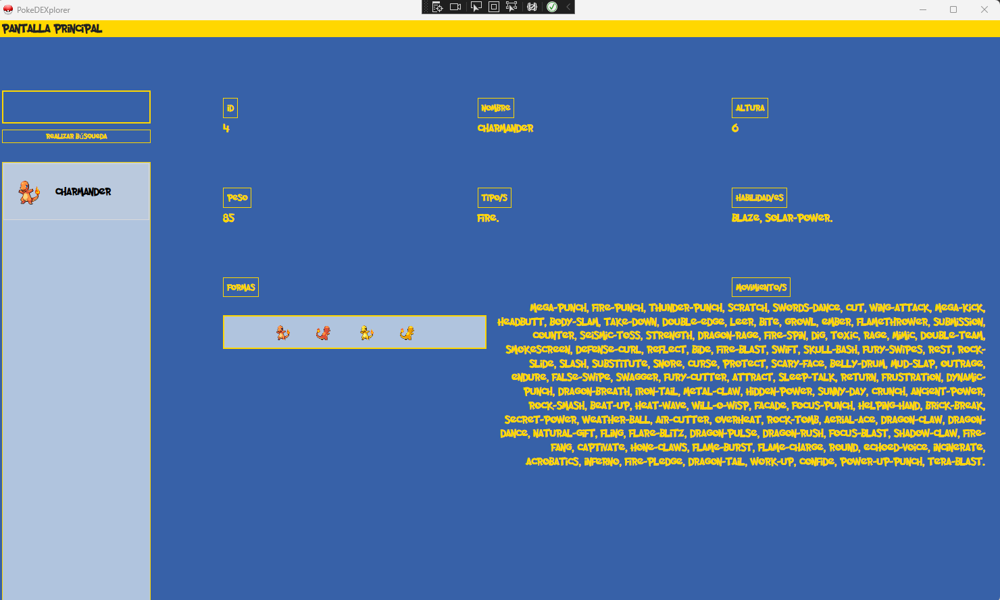 PokeDEXplorer
PANTALLA PRINCIPAL
REALIZAR BÚSQUEDA
CHARMANDER
ID
4
NOMBRE
CHARMANDER
ALTURA
6
PESO
85
TIPO/S
FIRE.
HABILIDAD/ES
BLAZE, SOLAR-POWER.
FORMAS
MOVIMIENTO/S
MEGA-PUNCH, FIRE-PUNCH, THUNDER-PUNCH, SCRATCH, SWORDS-DANCE, CUT, WING-ATTACK, MEGA-KICK,
HEADBUTT, BODY-SLAM, TAKE-DOWN, DOUBLE-EDGE, LEER, BITE, GROWL, EMBER, FLAMETHROWER, SUBMISSION,
COUNTER, SEISMIC-TOSS, STRENGTH, DRAGON-RAGE, FIRE-SPIN, DIG, TOXIC, RAGE, MIMIC, DOUBLE-TEAM,
SMOKESCREEN, DEFENSE-CURL, REFLECT, BIDE, FIRE-BLAST, SWIFT, SKULL-BASH, FURY-SWIPES, REST, ROCK-
SLIDE, SLASH, SUBSTITUTE, SNORE, CURSE, PROTECT, SCARY-FACE, BELLY-DRUM, MUD-SLAP, OUTRAGE,
ENDURE, FALSE-SWIPE, SWAGGER, FURY-CUTTER, ATTRACT, SLEEP-TALK, RETURN, FRUSTRATION, DYNAMIC-
PUNCH, DRAGON-BREATH, IRON-TAIL, METAL-CLAW, HIDDEN-POWER, SUNNY-DAY, CRUNCH, ANCIENT-POWER,
ROCK-SMASH, BEAT-UP, HEAT-WAVE, WILL-O-WISP, FACADE, FOCUS-PUNCH, HELPING-HAND, BRICK-BREAK,
SECRET-POWER, WEATHER-BALL, AIR-CUTTER, OVERHEAT, ROCK-TOMB, AERIAL-ACE, DRAGON-CLAW, DRAGON-
DANCE, NATURAL-GIFT, FLING, FLARE-BLITZ, DRAGON-PULSE, DRAGON-RUSH, FOCUS-BLAST, SHADOW-CLAW, FIRE-
FANG, CAPTIVATE, HONE-CLAWS, FLAME-BURST, FLAME-CHARGE, ROUND, ECHOED-VOICE, INCINERATE,
ACROBATICS, INFERNO, FIRE-PLEDGE, DRAGON-TAIL, WORK-UP, CONFIDE, POWER-UP-PUNCH, TERA-BLAST.